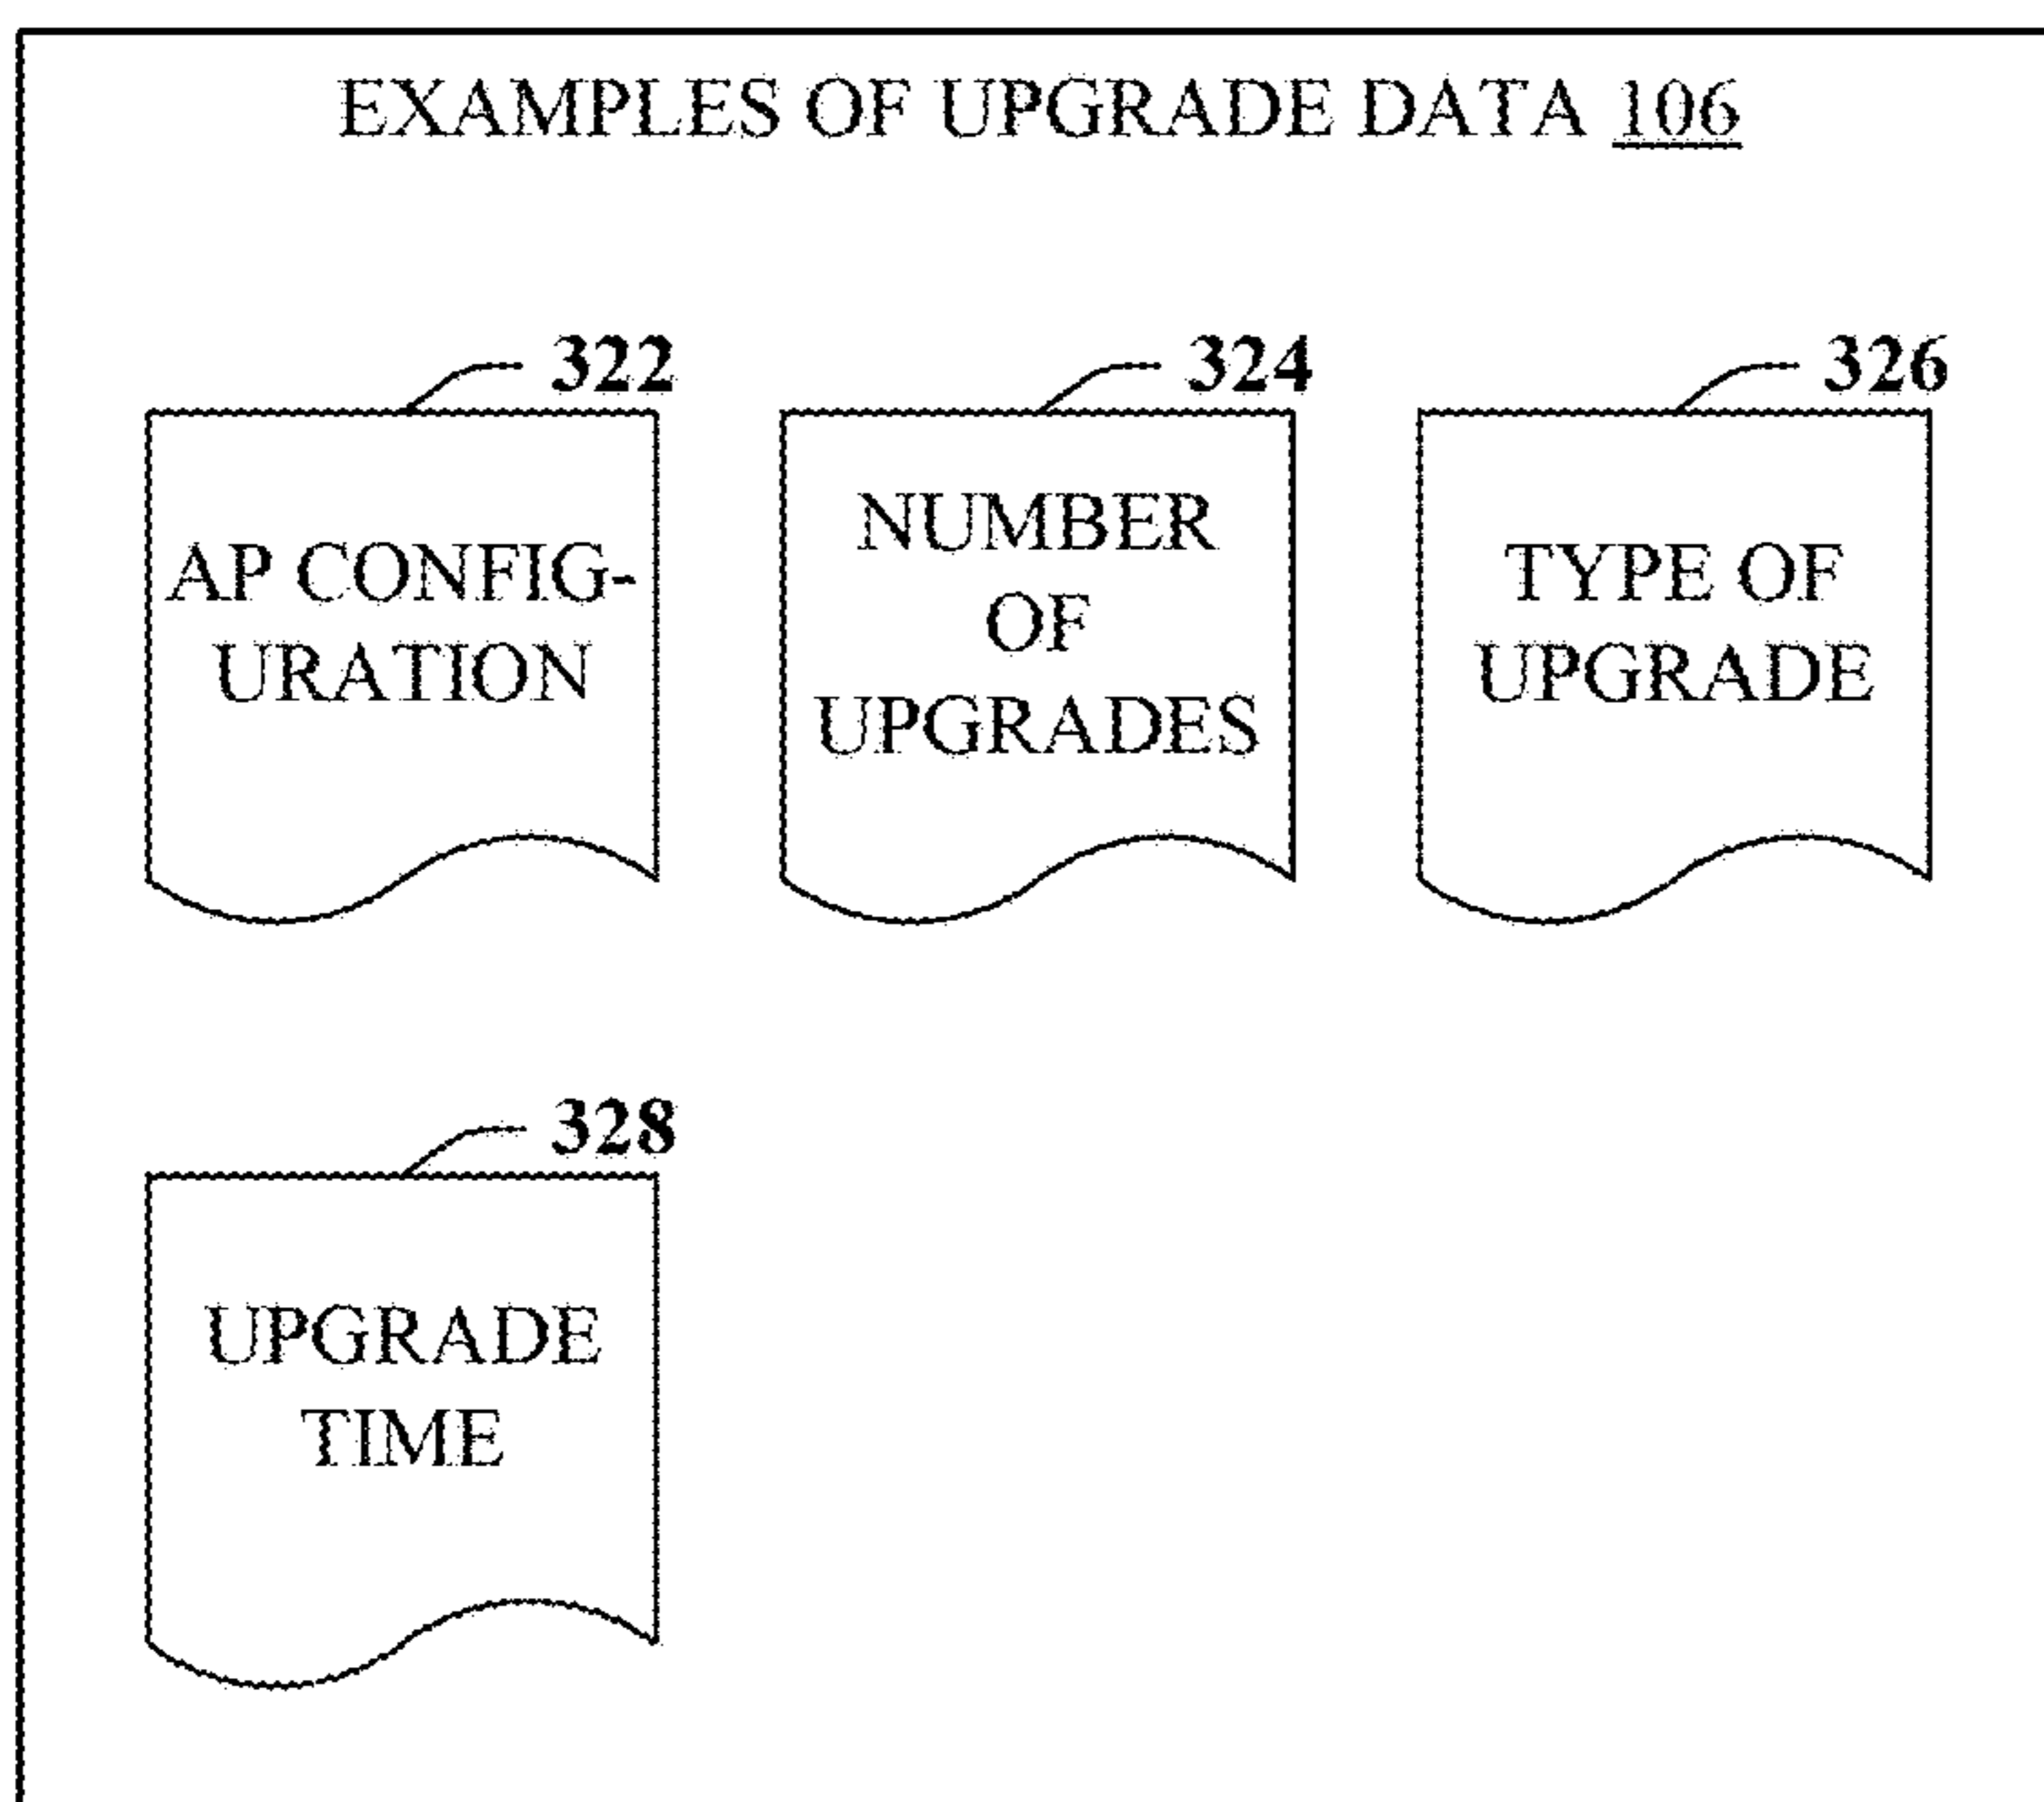 EXAMPLES OF UPGRADE DATA 106
322
324
326
AP CONFIG-
URATION
NUMBER
OF
UPGRADES
TYPE OF
UPGRADE
328
UPGRADE
TIME